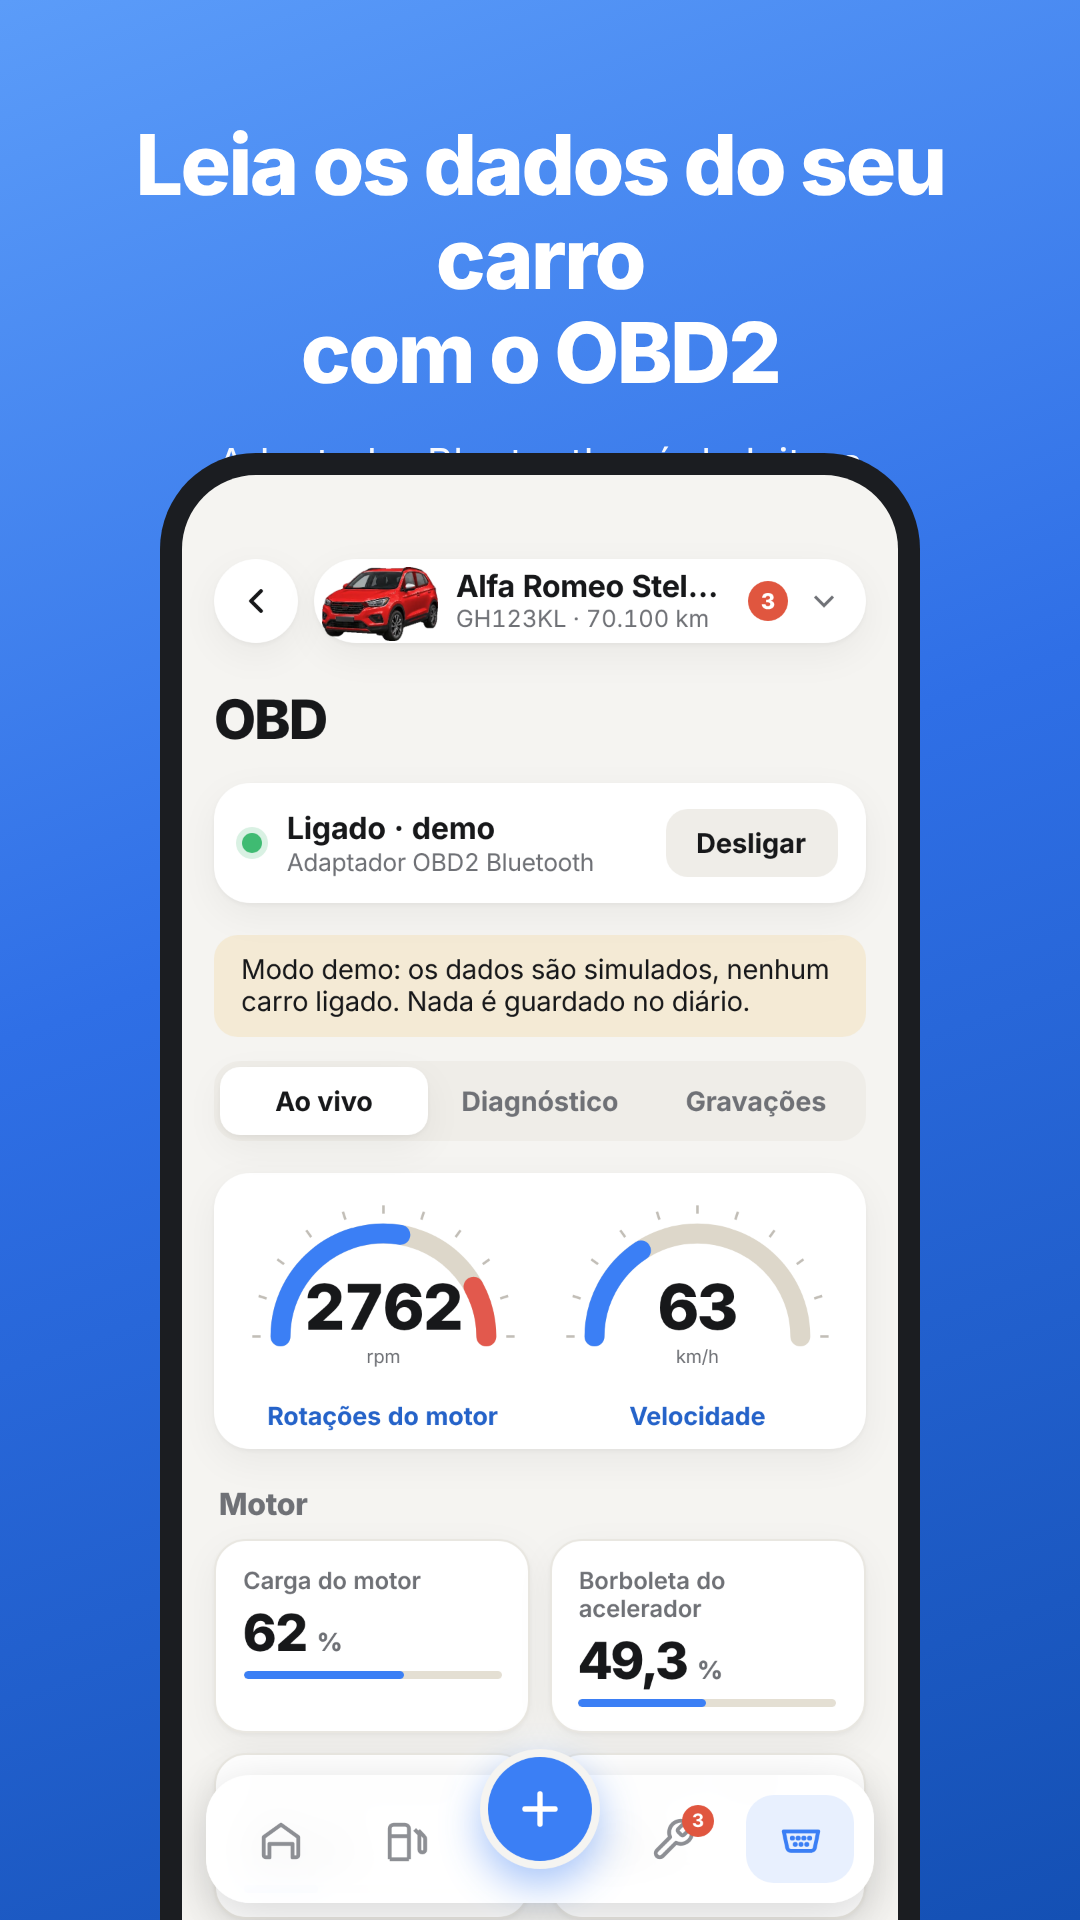 Leia os dados do seu
carro
com o OBD2
Alfa Romeo Stel...
GH123KL · 70.100 km
3
OBD
Ligado · demo
Adaptador OBD2 Bluetooth
Desligar
Modo demo: os dados são simulados, nenhum
carro ligado. Nada é guardado no diário.
Ao vivo
Diagnóstico
Gravações
2762
rpm
Rotações do motor
63
km/h
Velocidade
Motor
Carga do motor
62 %
Borboleta do
acelerador
49,3 %
3